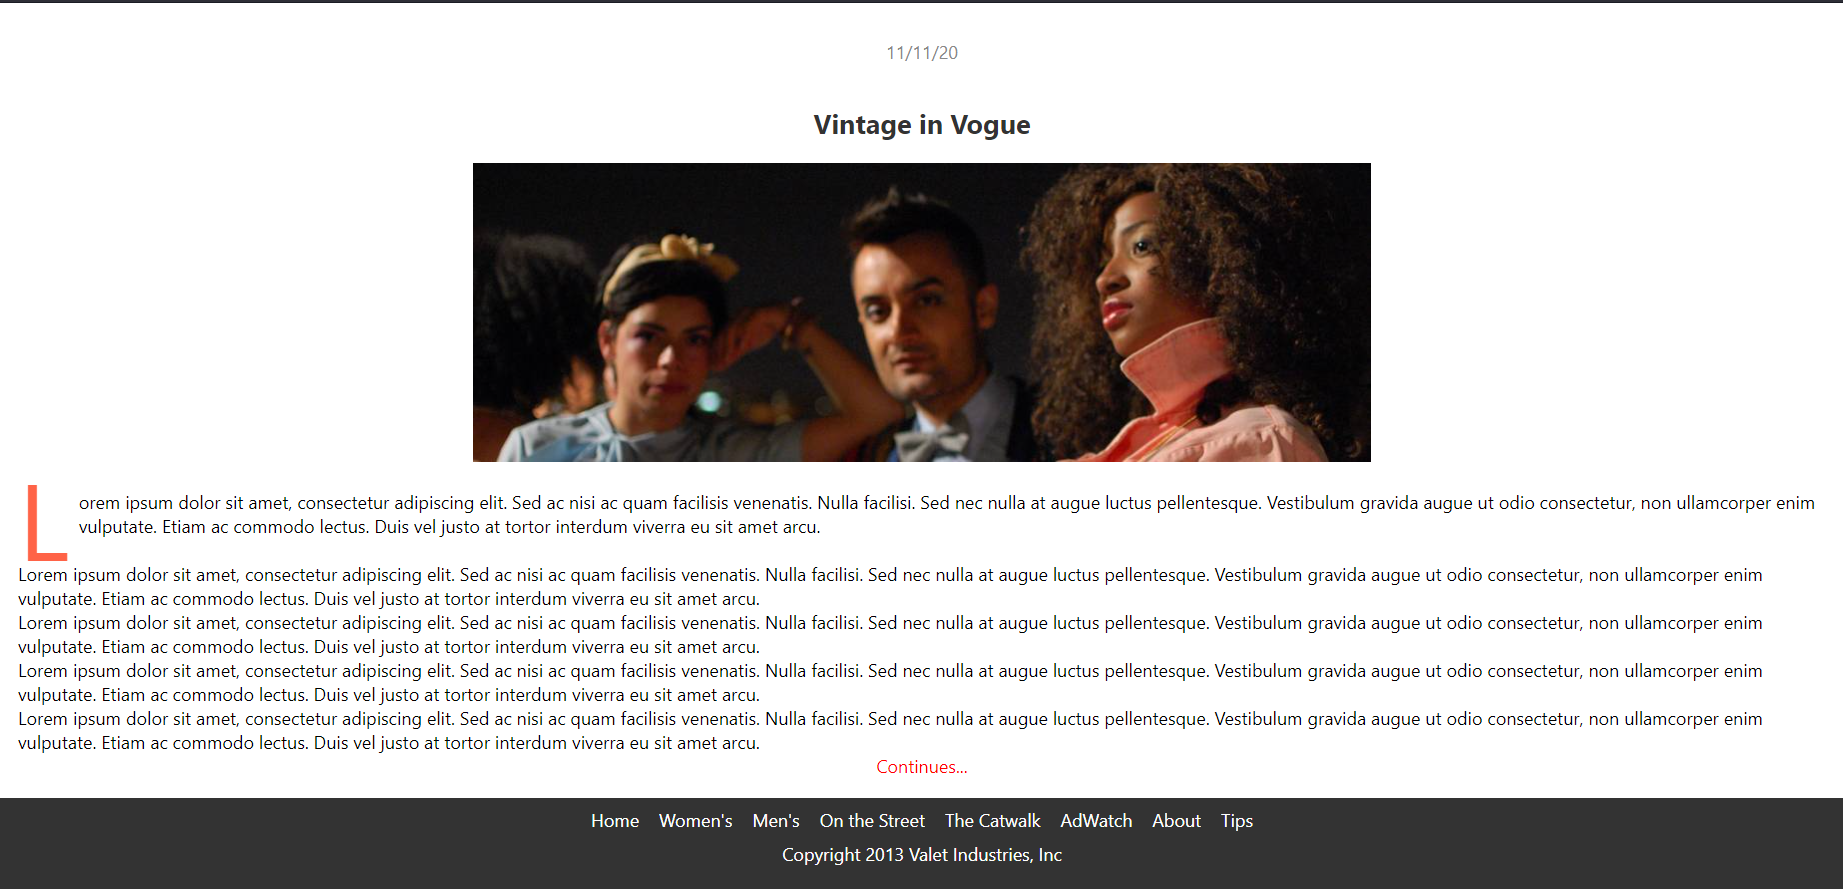 11/11/20
Vintage in Vogue
Lorem ipsum dolor sit amet, consectetur adipiscing elit. Sed ac nisi ac quam facilisis venenatis. Nulla facilisi. Sed nec nulla at augue luctus pellentesque. Vestibulum gravida augue ut odio consectetur, non ullamcorper enim
vulputate. Etiam ac commodo lectus. Duis vel justo at tortor interdum viverra eu sit amet arcu.
Lorem ipsum dolor sit amet, consectetur adipiscing elit. Sed ac nisi ac quam facilisis venenatis. Nulla facilisi. Sed nec nulla at augue luctus pellentesque. Vestibulum gravida augue ut odio consectetur, non ullamcorper enim
vulputate. Etiam ac commodo lectus. Duis vel justo at tortor interdum viverra eu sit amet arcu.
Lorem ipsum dolor sit amet, consectetur adipiscing elit. Sed ac nisi ac quam facilisis venenatis. Nulla facilisi. Sed nec nulla at augue luctus pellentesque. Vestibulum gravida augue ut odio consectetur, non ullamcorper enim
vulputate. Etiam ac commodo lectus. Duis vel justo at tortor interdum viverra eu sit amet arcu.
Lorem ipsum dolor sit amet, consectetur adipiscing elit. Sed ac nisi ac quam facilisis venenatis. Nulla facilisi. Sed nec nulla at augue luctus pellentesque. Vestibulum gravida augue ut odio consectetur, non ullamcorper enim
vulputate. Etiam ac commodo lectus. Duis vel justo at tortor interdum viverra eu sit amet arcu.
Lorem ipsum dolor sit amet, consectetur adipiscing elit. Sed ac nisi ac quam facilisis venenatis. Nulla facilisi. Sed nec nulla at augue luctus pellentesque. Vestibulum gravida augue ut odio consectetur, non ullamcorper enim
vulputate. Etiam ac commodo lectus. Duis vel justo at tortor interdum viverra eu sit amet arcu.
Continues...
Home Women's Men's On the Street The Catwalk AdWatch About Tips
Copyright 2013 Valet Industries, Inc